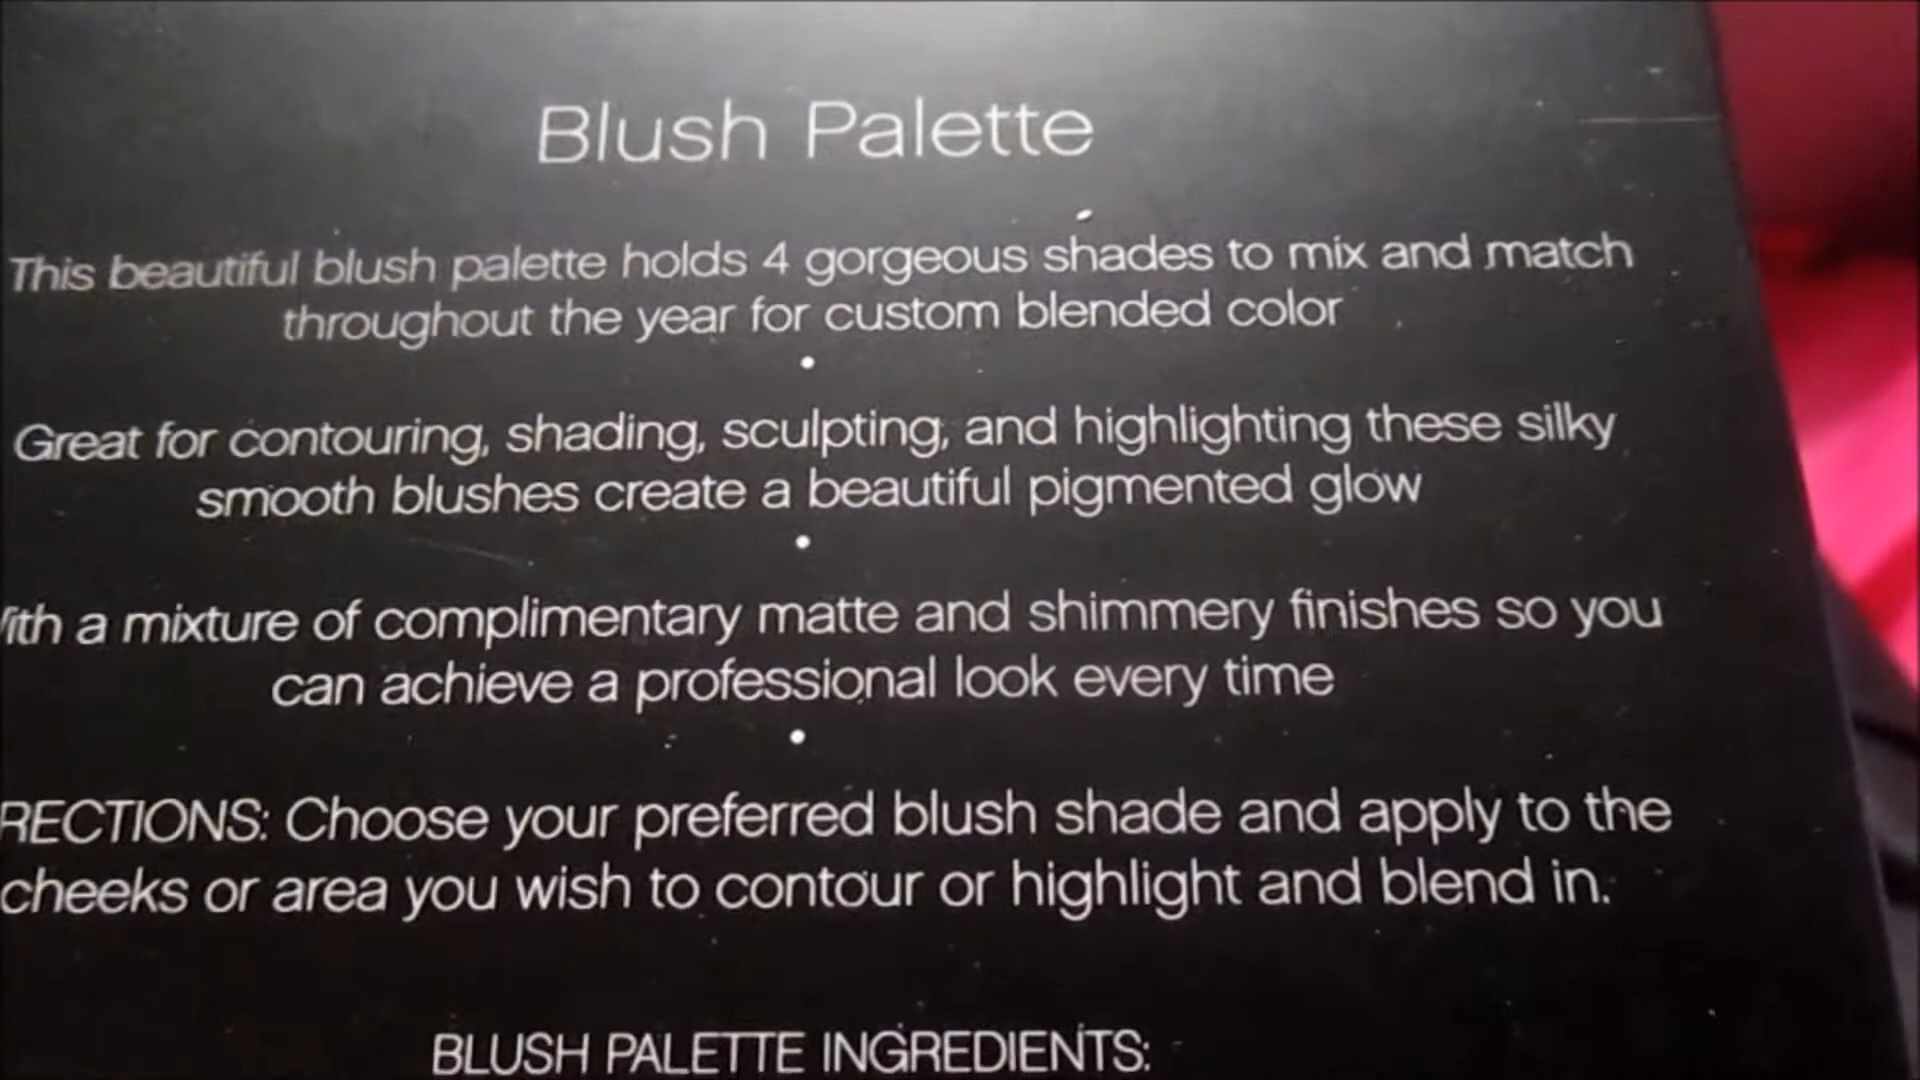 Blush Palette
This beautiful blush palette holds 4 gorgeous shades to mix and match
throughout the year for custom blended color
•
Great for contouring, shading, sculpting, and highlighting these silky
smooth blushes create a beautiful pigmented glow
•
ith a mixture of complimentary matte and shimmery finishes so you
can achieve a professional look every time
•
RECTIONS: Choose your preferred blush shade and apply to the
cheeks or area you wish to contour or highlight and blend in.
BLUSH PALETTE INGREDIENTS: